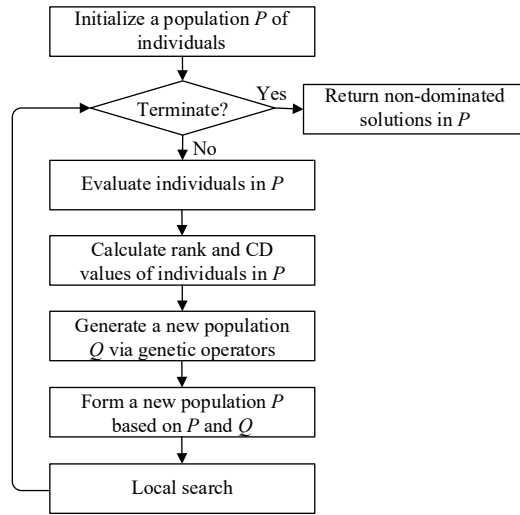 Initialize a population P of
individuals
Terminate?
Yes
Return non-dominated
solutions in P
No
Evaluate individuals in P
Calculate rank and CD
values of individuals in P
Generate a new population
Q via genetic operators
Form a new population P
based on P and Q
Local search